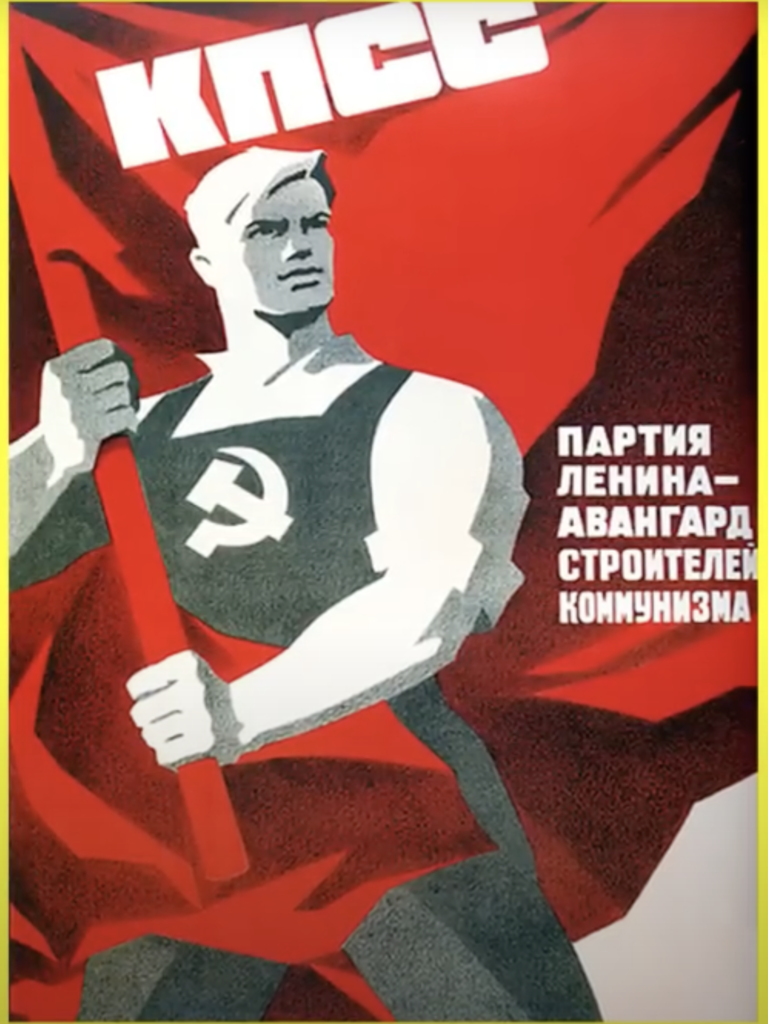 КПСС
ПАРТИЯ
ЛЕНИНА-
АВАНГАРД
СТРОИТЕЛЕЙ
КОММУНИЗМА